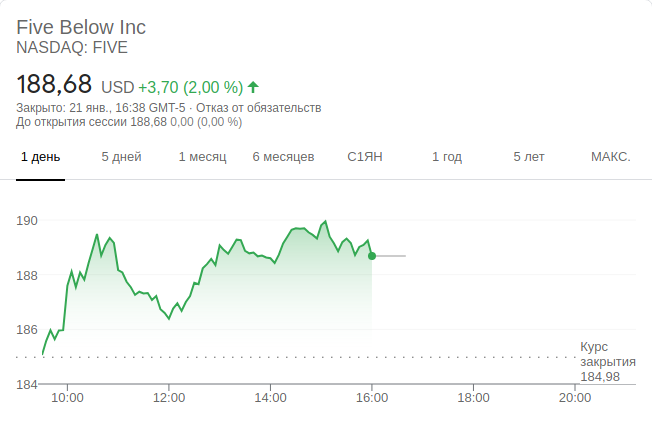 Five Below Inc
NASDAQ: FIVE
188,68 USD +3,70 (2,00 %)
Закрыто: 21 янв., 16:38 GMT-5 · Отказ от обязательств
До открытия сессии 188,68 0,00 (0,00 %)
1 день 5 дней 1 месяц 6 месяцев С1ЯН 1 год 5 лет МАКС.
190
188
186
Курс
закрытия
184,98
184
10:00 12:00 14:00 16:00 18:00 20:00